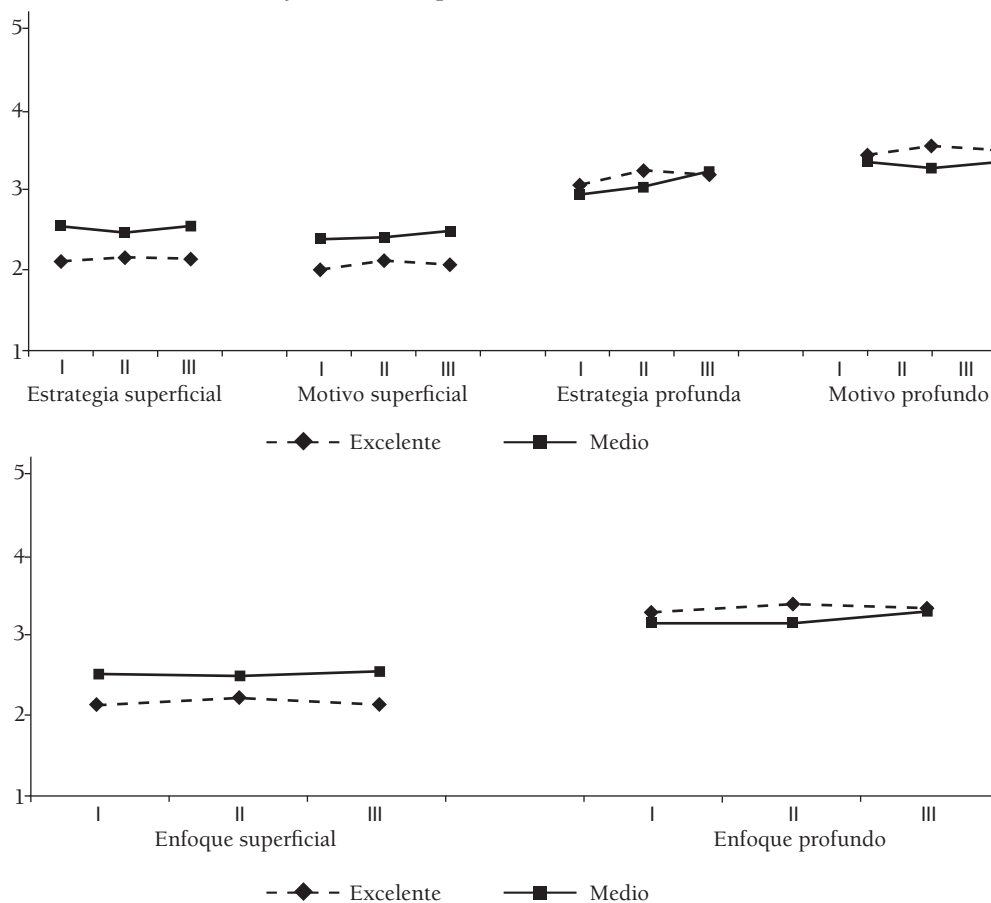 5
4
3
2
1
I II III I II III I II III I II III
Estrategia superficial Motivo superficial Estrategia profunda Motivo profundo
Excelente Medio
5
4
3
2
1
I II III I II III
Enfoque superficial Enfoque profundo
Excelente Medio